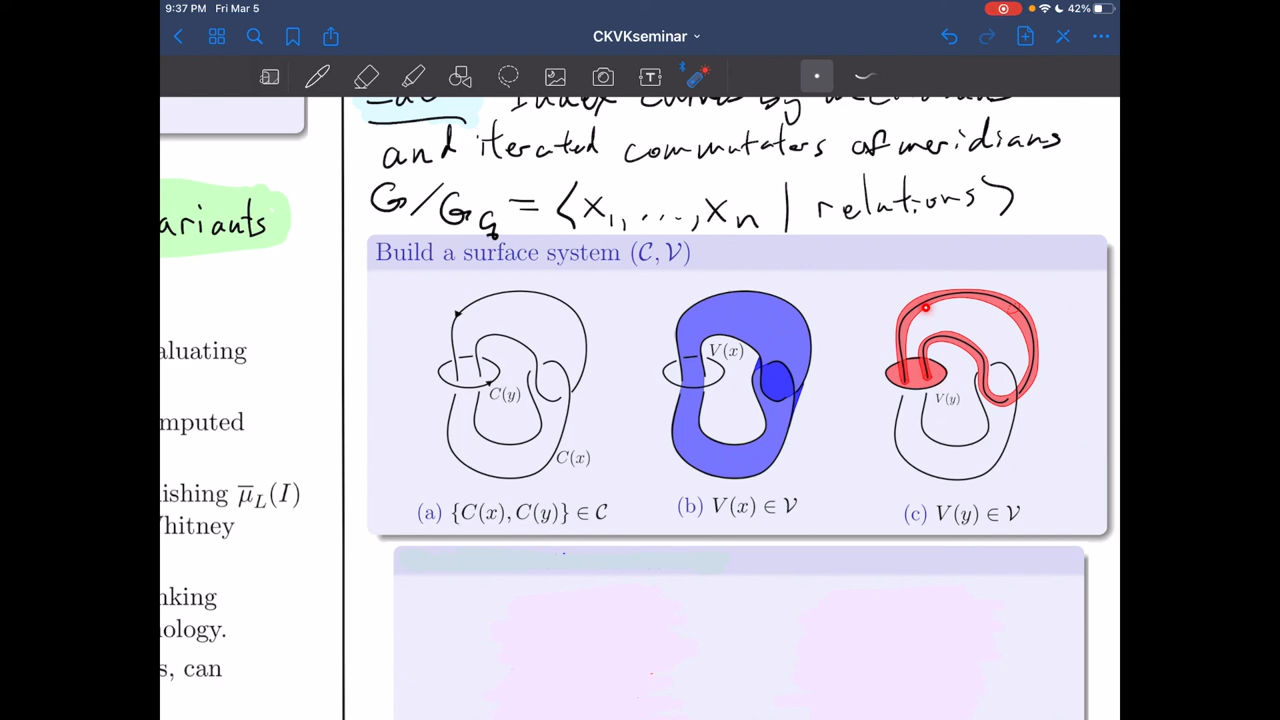 9:37 PM Fri Mar 5
42%
CKVKseminar
and iterated commutaters of meridians
G/G_q = ⟨x_1, ..., x_n | relations⟩
ariants
Build a surface system (C, V)
C(y)
C(x)
V(x)
V(y)
(a) {C(x), C(y)} ∈ C
(b) V(x) ∈ V
(c) V(y) ∈ V
aluating
mputed
ishing μ̅_L(I)
Whitney
nking
ology.
s, can